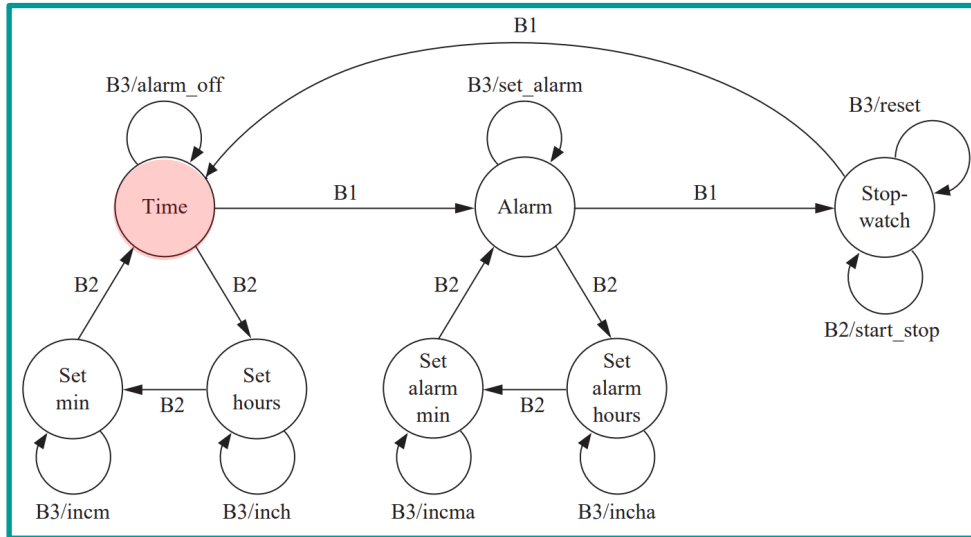 B1
B3/alarm_off
B3/set_alarm
B3/reset
Time
B1
Alarm
B1
Stop-
watch
B2
B2
B2
B2
B2/start_stop
Set
min
B2
Set
hours
Set
alarm
min
B2
Set
alarm
hours
B3/incm
B3/inch
B3/incma
B3/incha